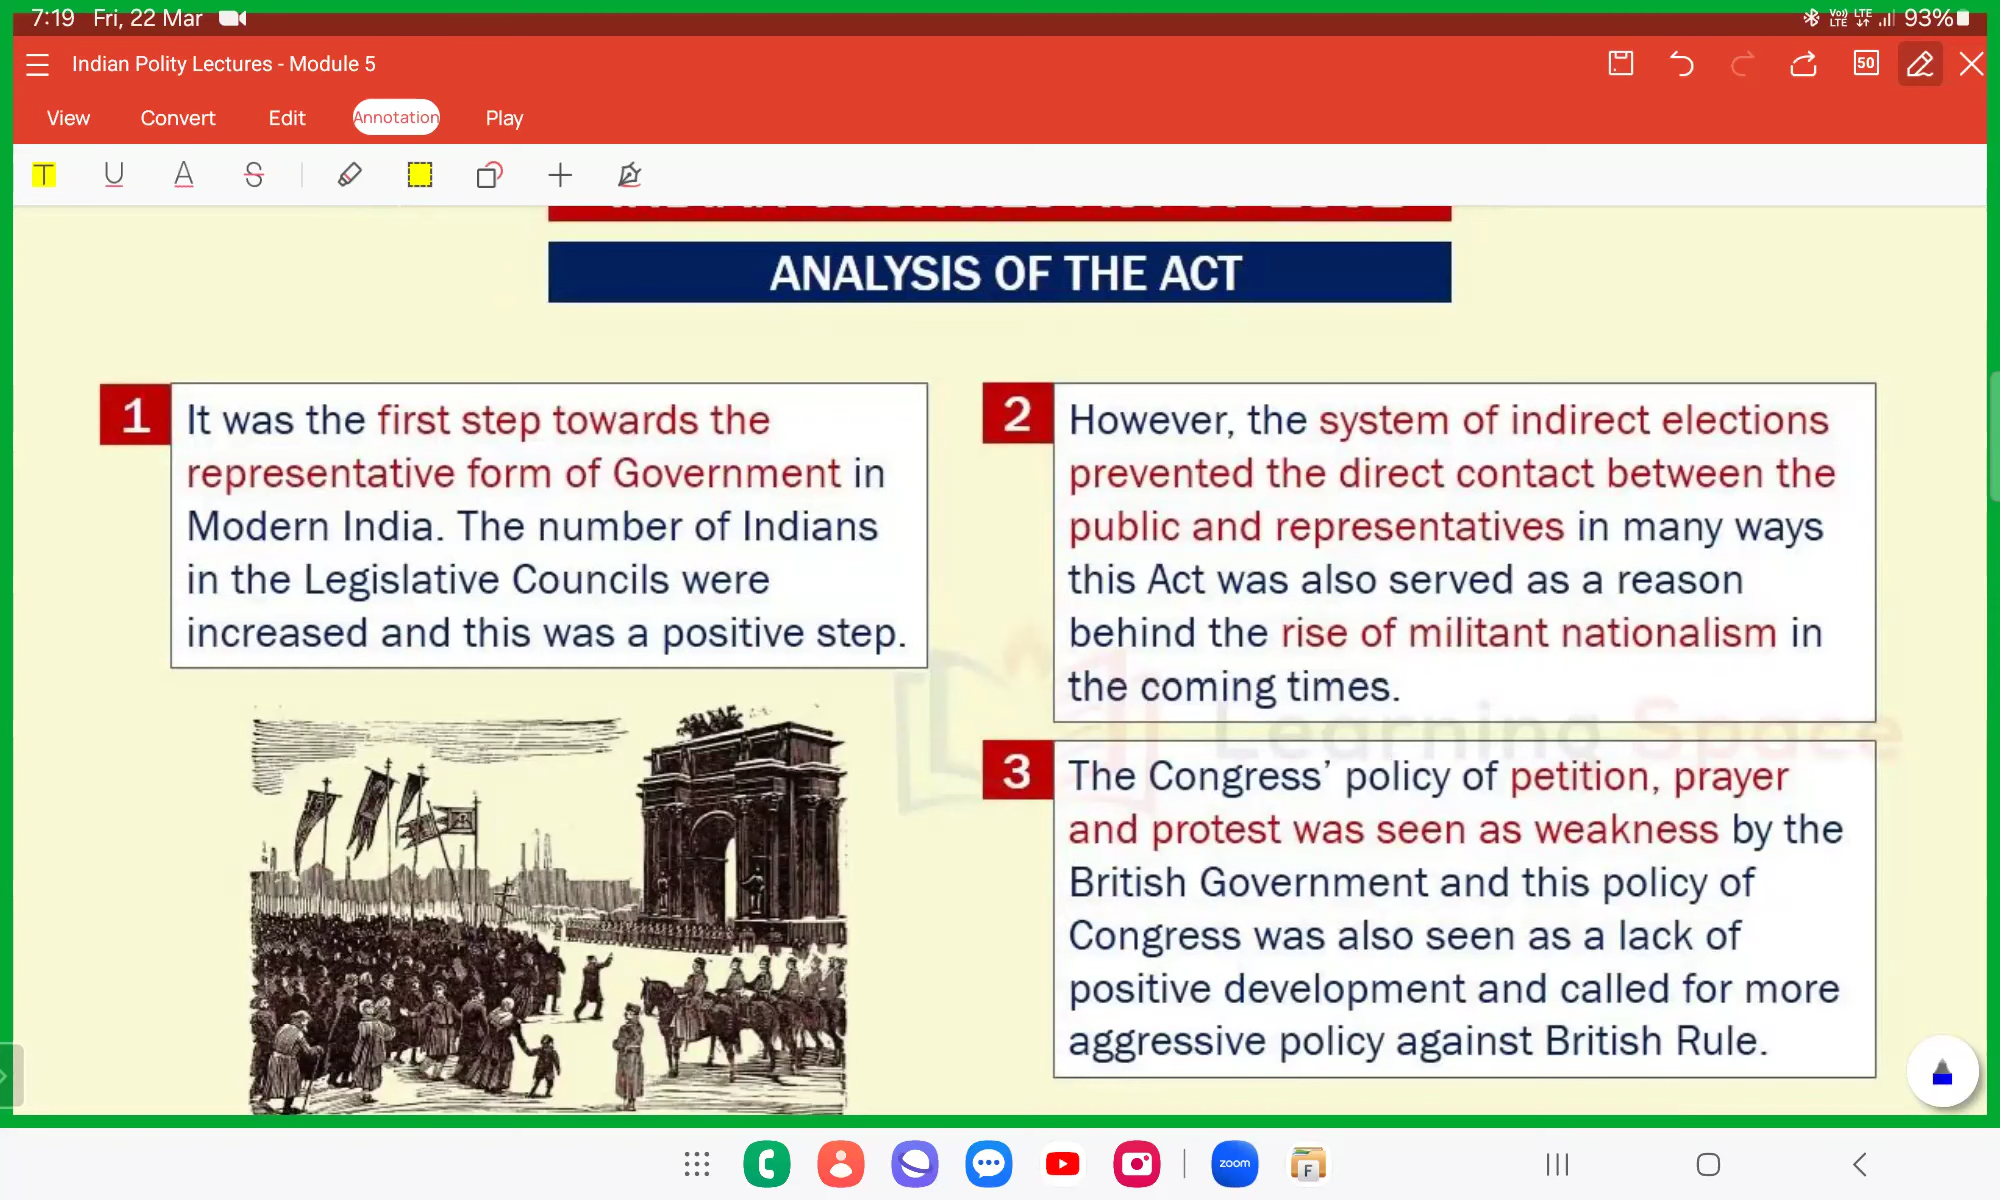 7:19 Fri, 22 Mar
Vo)) LTE LTE 93%
Indian Polity Lectures - Module 5
50
View Convert Edit Annotation Play
T U A S
ANALYSIS OF THE ACT
1
It was the first step towards the
representative form of Government in
Modern India. The number of Indians
in the Legislative Councils were
increased and this was a positive step.
2
However, the system of indirect elections
prevented the direct contact between the
public and representatives in many ways
this Act was also served as a reason
behind the rise of militant nationalism in
the coming times.
Learning Space
3
The Congress’ policy of petition, prayer
and protest was seen as weakness by the
British Government and this policy of
Congress was also seen as a lack of
positive development and called for more
aggressive policy against British Rule.
zoom
F